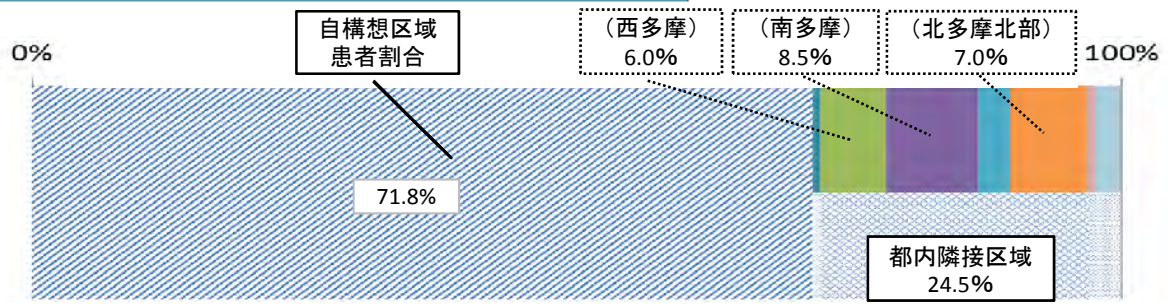 0%
自構想区域
患者割合
(西多摩)
6.0%
(南多摩)
8.5%
(北多摩北部)
7.0%
100%
71.8%
都内隣接区域
24.5%